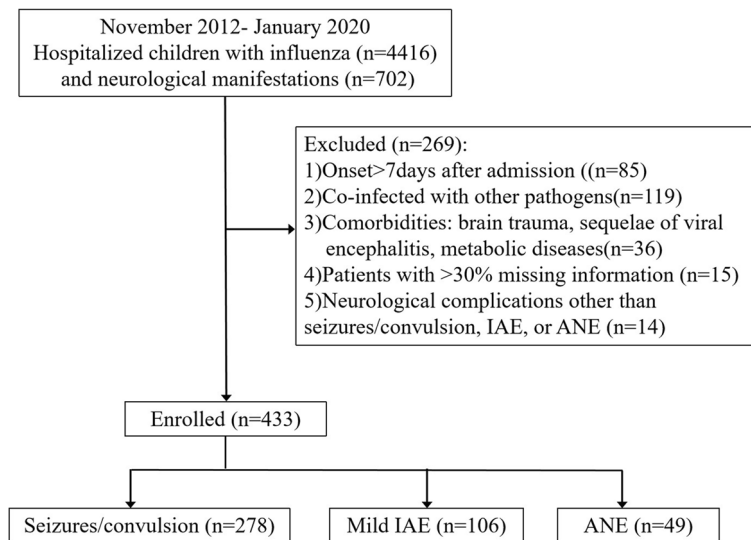 November 2012- January 2020
Hospitalized children with influenza (n=4416)
and neurological manifestations (n=702)
Excluded (n=269):
1)Onset>7days after admission ((n=85)
2)Co-infected with other pathogens(n=119)
3)Comorbidities: brain trauma, sequelae of viral
encephalitis, metabolic diseases(n=36)
4)Patients with >30% missing information (n=15)
5)Neurological complications other than
seizures/convulsion, IAE, or ANE (n=14)
Enrolled (n=433)
Seizures/convulsion (n=278)
Mild IAE (n=106)
ANE (n=49)